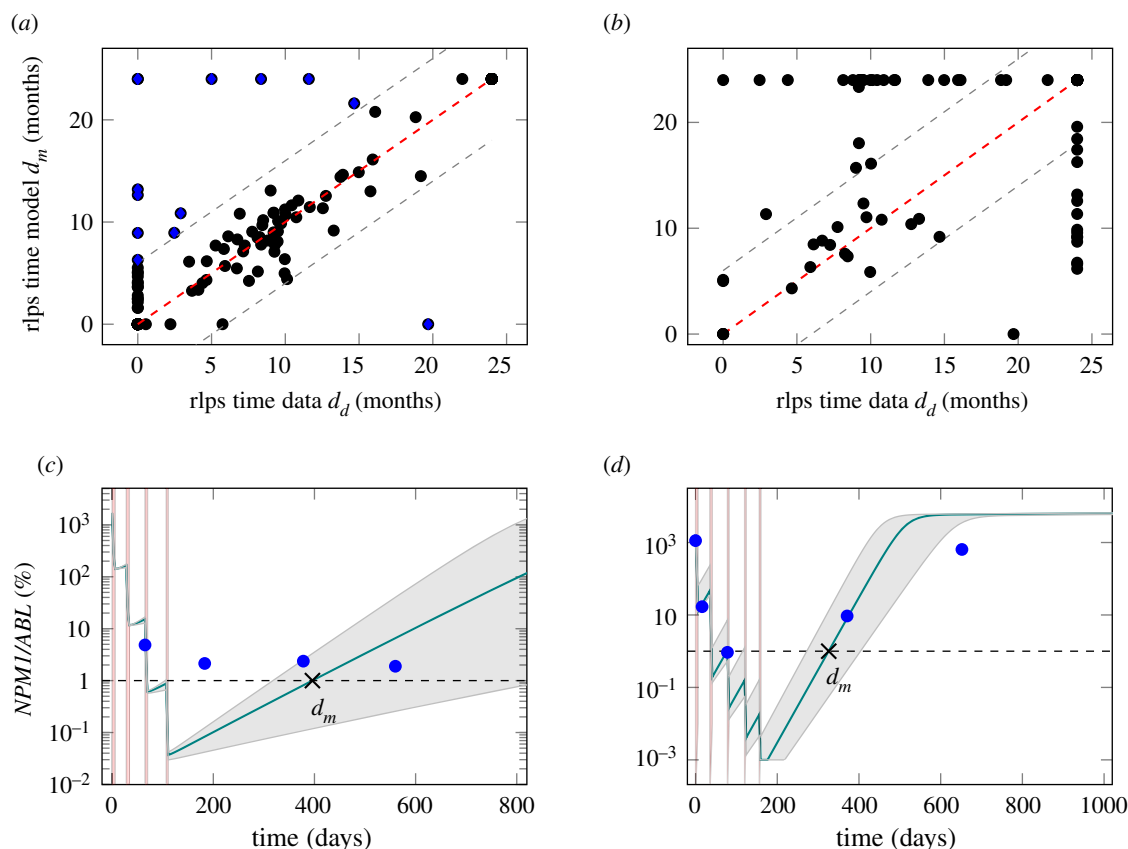 (a)
(b)
rlps time model d_m (months)
20
10
0
0 5 10 15 20 25
rlps time data d_d (months)
20
10
0
0 5 10 15 20 25
rlps time data d_d (months)
(c)
(d)
NPM1/ABL (%)
10^3
10^2
10
1
10^−1
10^−2
d_m
0 200 400 600 800
time (days)
10^3
10
10^−1
10^−3
d_m
0 200 400 600 800 1000
time (days)